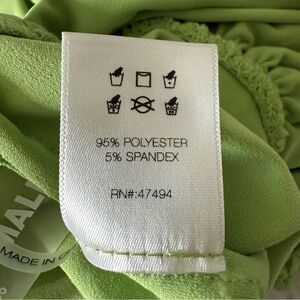 95% POLYESTER
5% SPANDEX
RN#:47494
MADE IN